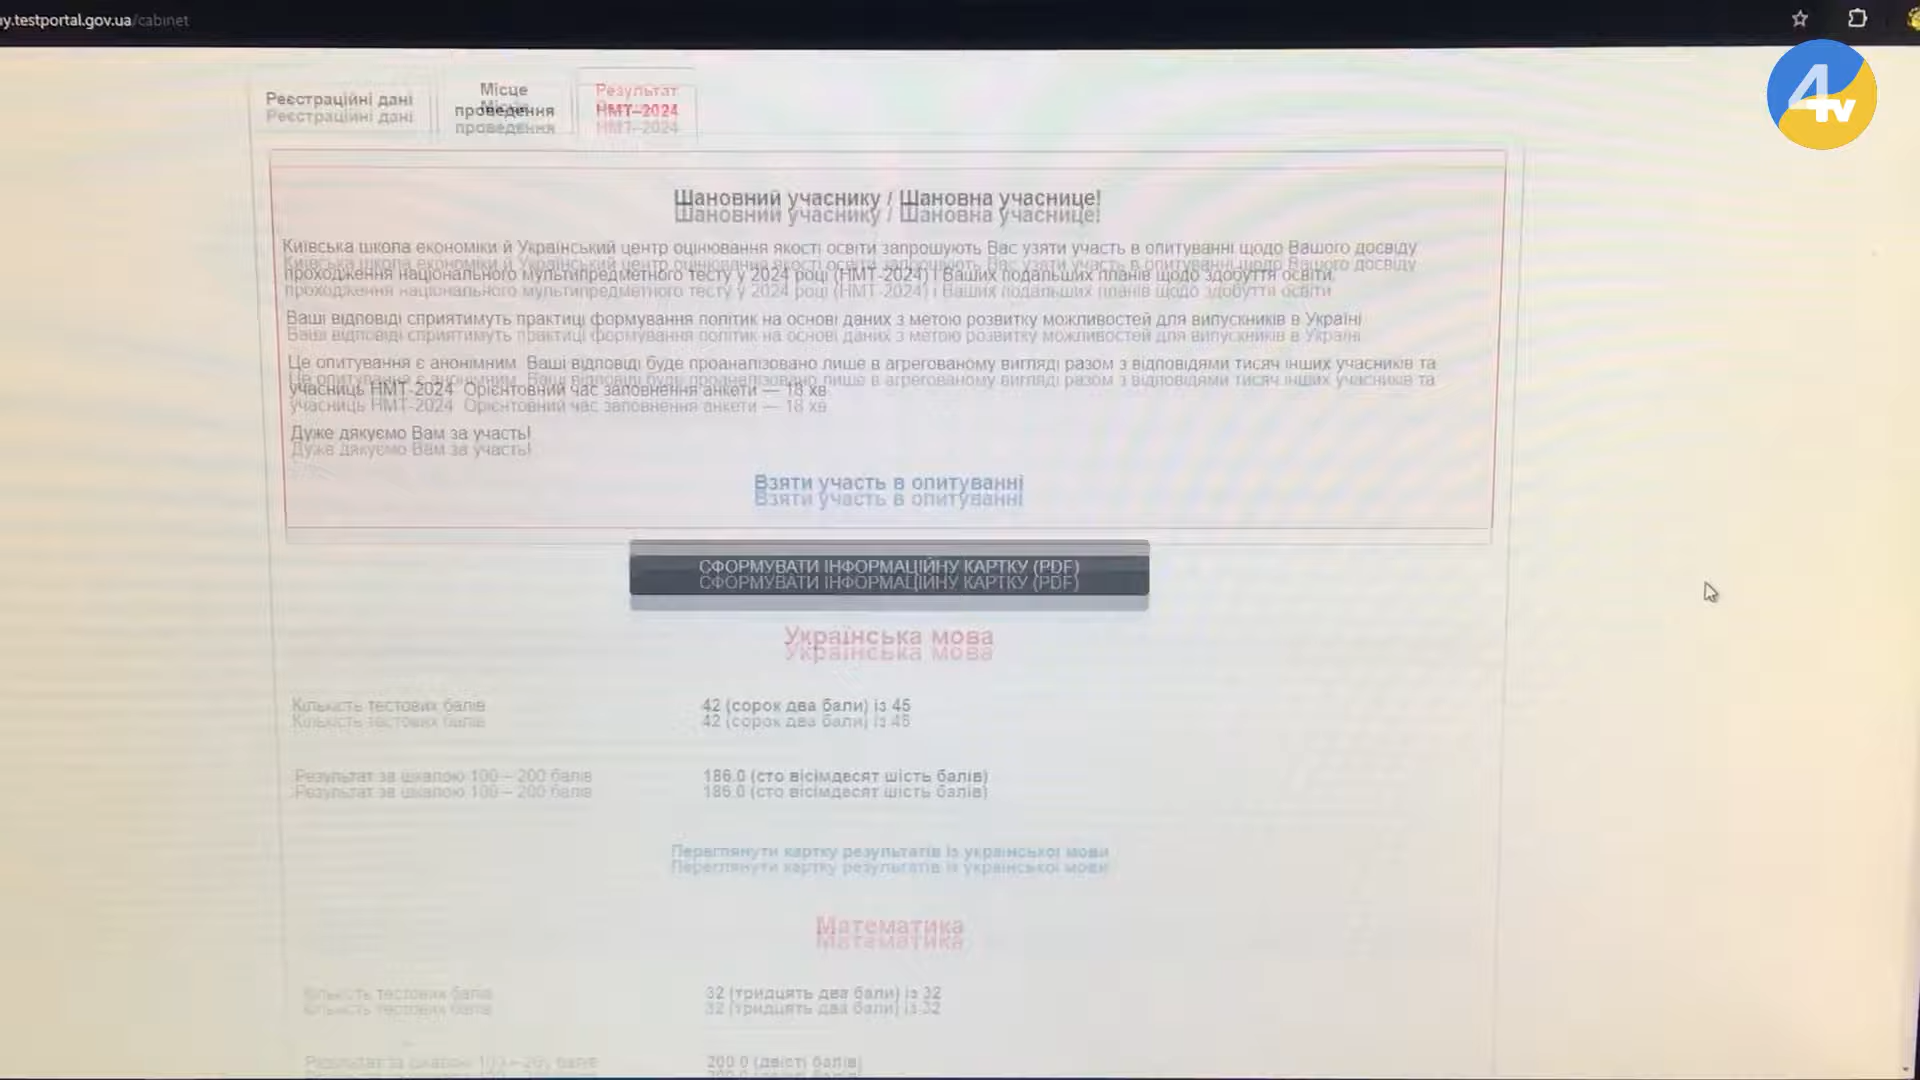 y.testportal.gov.ua/cabinet
4tv
Реєстраційні дані
Місце
проведення
Результат
НМТ–2024
Шановний учаснику / Шановна учаснице!
Київська школа економіки й Український центр оцінювання якості освіти запрошують Вас узяти участь в опитуванні щодо Вашого досвіду
проходження національного мультипредметного тесту у 2024 році (НМТ-2024) і Ваших подальших планів щодо здобуття освіти.
Ваші відповіді сприятимуть практиці формування політик на основі даних з метою розвитку можливостей для випускників в Україні
Це опитування є анонімним. Ваші відповіді буде проаналізовано лише в агрегованому вигляді разом з відповідями тисяч інших учасників та
учасниць НМТ-2024. Орієнтовний час заповнення анкети — 18 хв.
Дуже дякуємо Вам за участь!
Взяти участь в опитуванні
СФОРМУВАТИ ІНФОРМАЦІЙНУ КАРТКУ (PDF)
Українська мова
Кількість тестових балів
42 (сорок два бали) із 45
Результат за шкалою 100 – 200 балів
186.0 (сто вісімдесят шість балів)
Переглянути картку результатів із української мови
Математика
Кількість тестових балів
32 (тридцять два бали) із 32
Результат за шкалою 100 – 200 балів
200.0 (двісті балів)